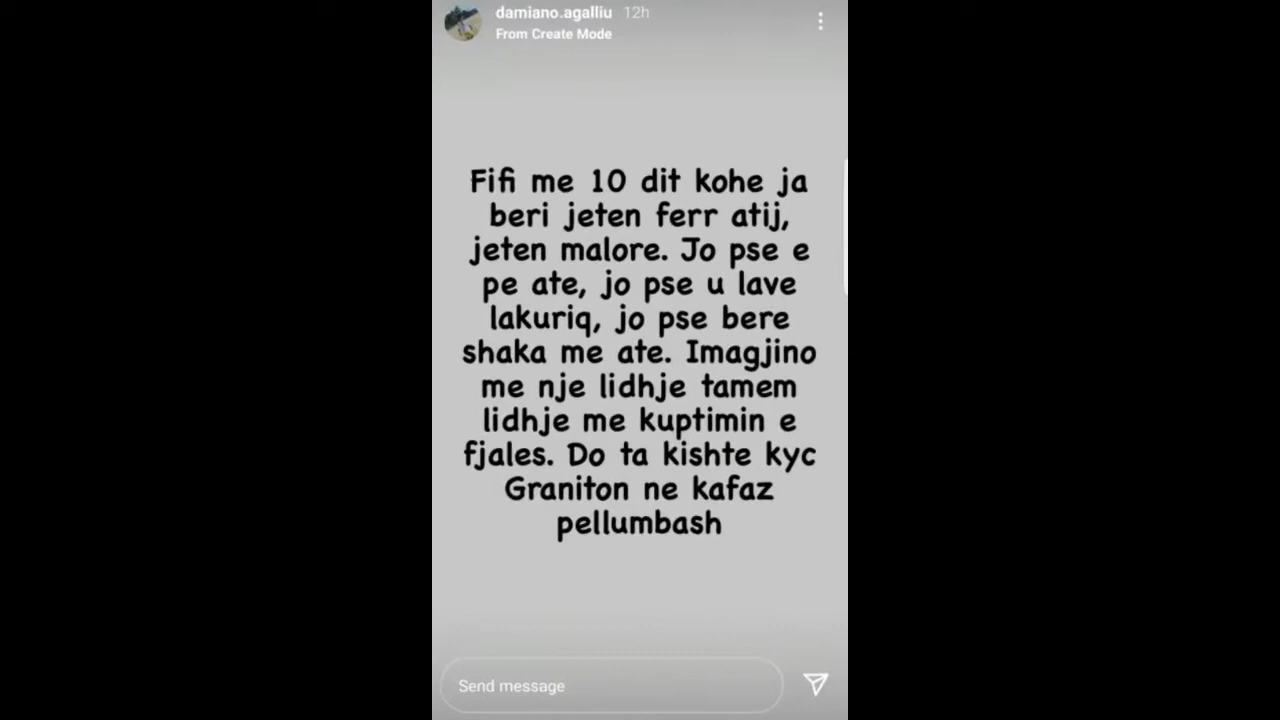 damiano.agalliu 12h
From Create Mode
Fifi me 10 dit kohe ja
beri jeten ferr atij,
jeten malore. Jo pse e
pe ate, jo pse u lave
lakuriq, jo pse bere
shaka me ate. Imagjino
me nje lidhje tamem
lidhje me kuptimin e
fjales. Do ta kishte kyc
Graniton ne kafaz
pellumbash
Send message